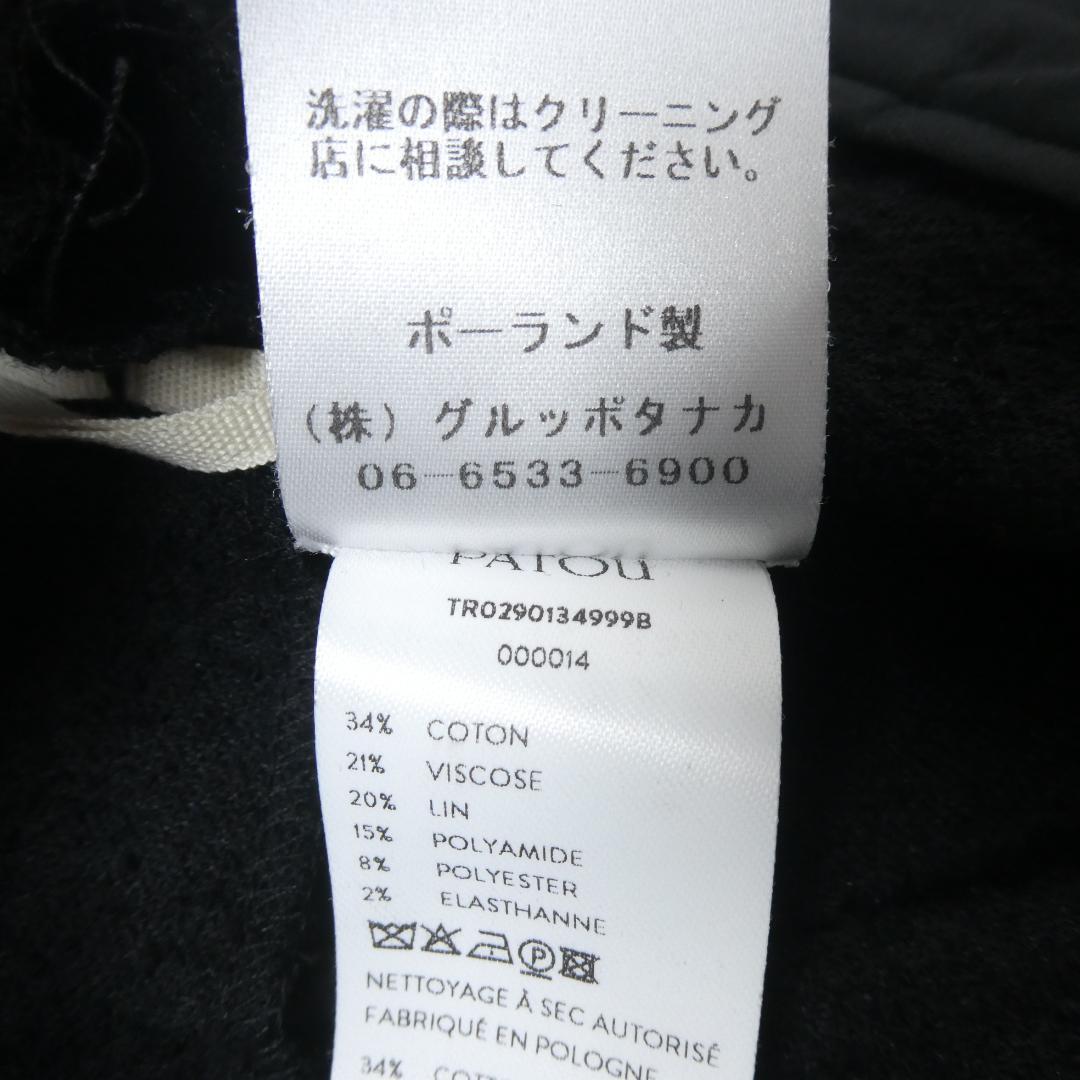 洗濯の際はクリーニング
店に相談してください。
ポーランド製
（株）グルッポタナカ
06-6533-6900
PATOU
TR0290134999B
000014
34% COTON
21% VISCOSE
20% LIN
15% POLYAMIDE
8% POLYESTER
2% ELASTHANNE
P
NETTOYAGE À SEC AUTORISÉ
FABRIQUÉ EN POLOGNE
34%